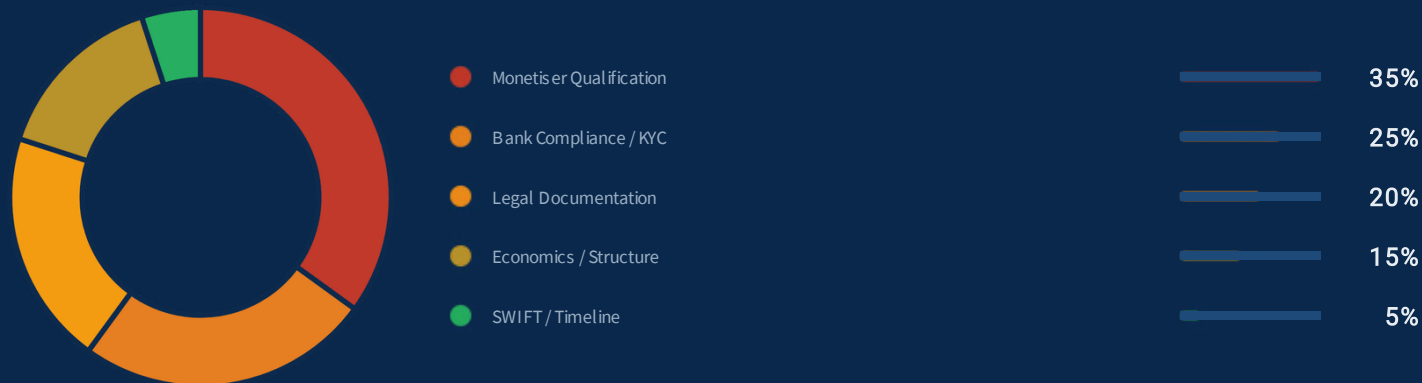 Monetiser Qualification 35%
Bank Compliance / KYC 25%
Legal Documentation 20%
Economics / Structure 15%
SWIFT / Timeline 5%